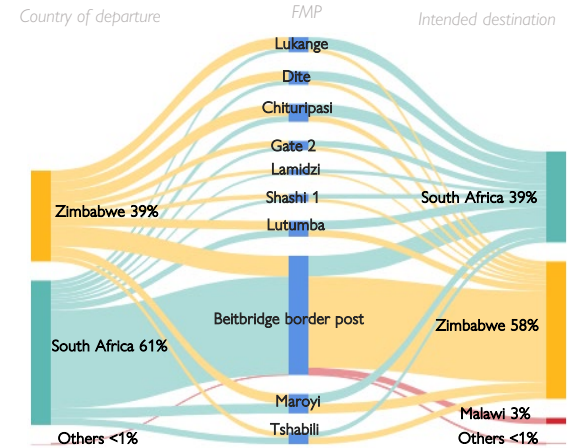 Country of departure
FMP
Intended destination
Lukange
Dite
Chituripasi
Gate 2
Lamidzi
Shashi 1
South Africa 39%
Zimbabwe 39%
Lutumba
Beitbridge border post
Zimbabwe 58%
South Africa 61%
Maroyi
Malawi 3%
Tshabili
Others <1%
Others <1%